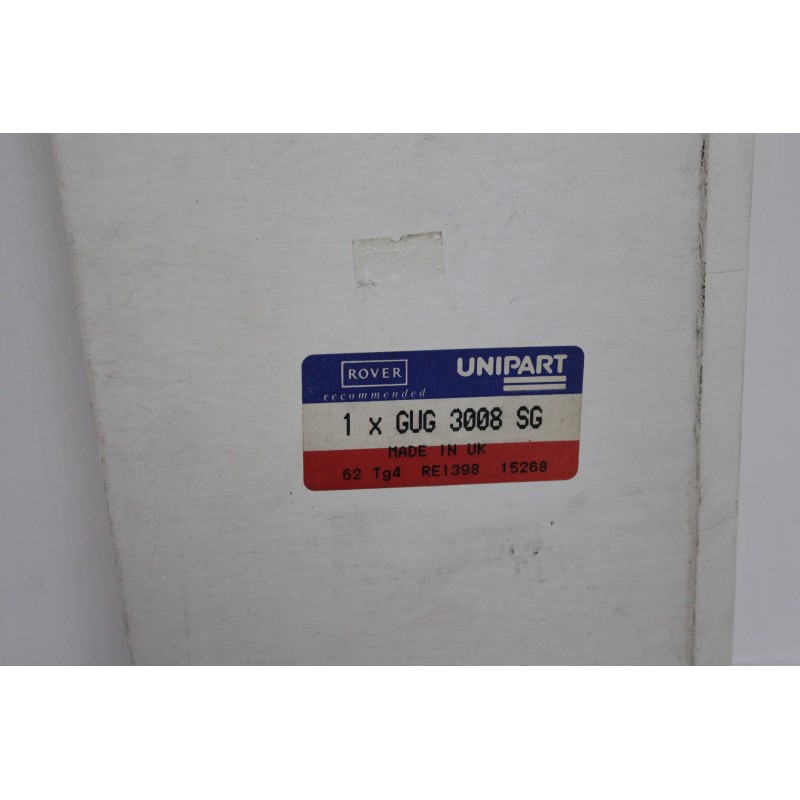 ROVER UNIPART
recommended
1 x GUG 3008 SG
MADE IN UK
62 Tg4 RE1398 15268